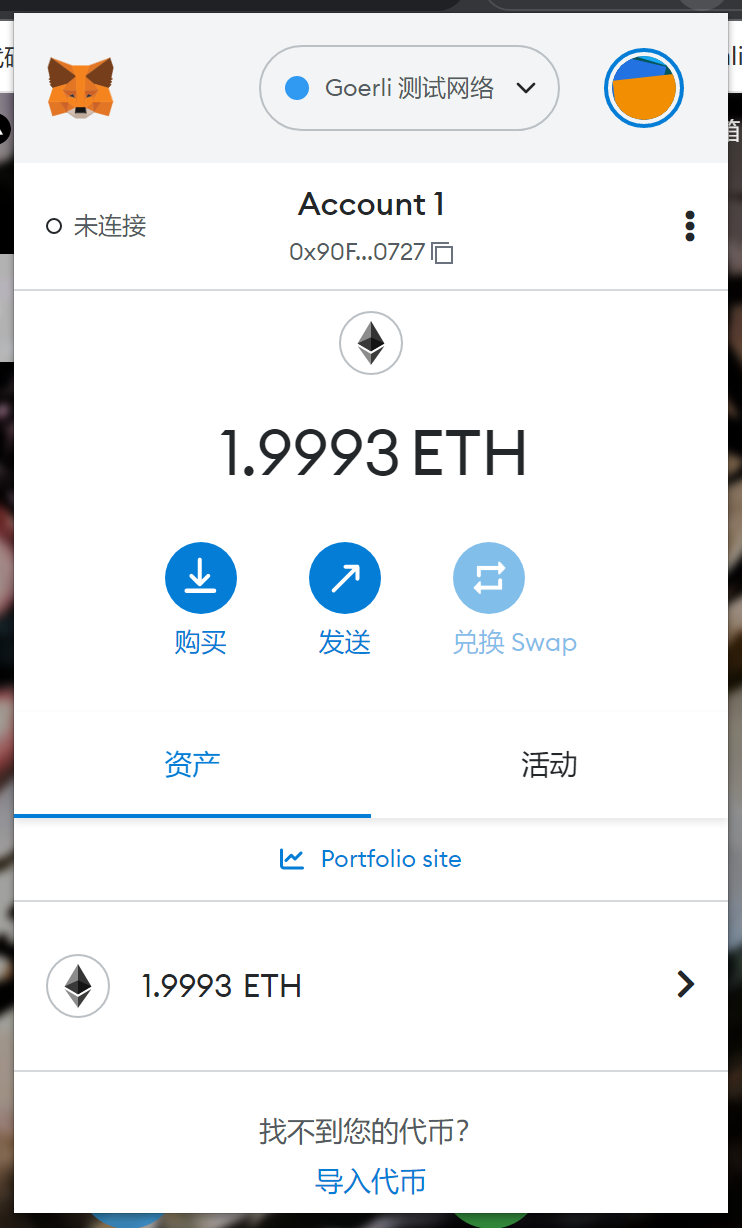 Goerli 测试网络
未连接
Account 1
0x90F...0727
1.9993 ETH
购买
发送
兑换 Swap
资产
活动
Portfolio site
1.9993 ETH
找不到您的代币？
导入代币